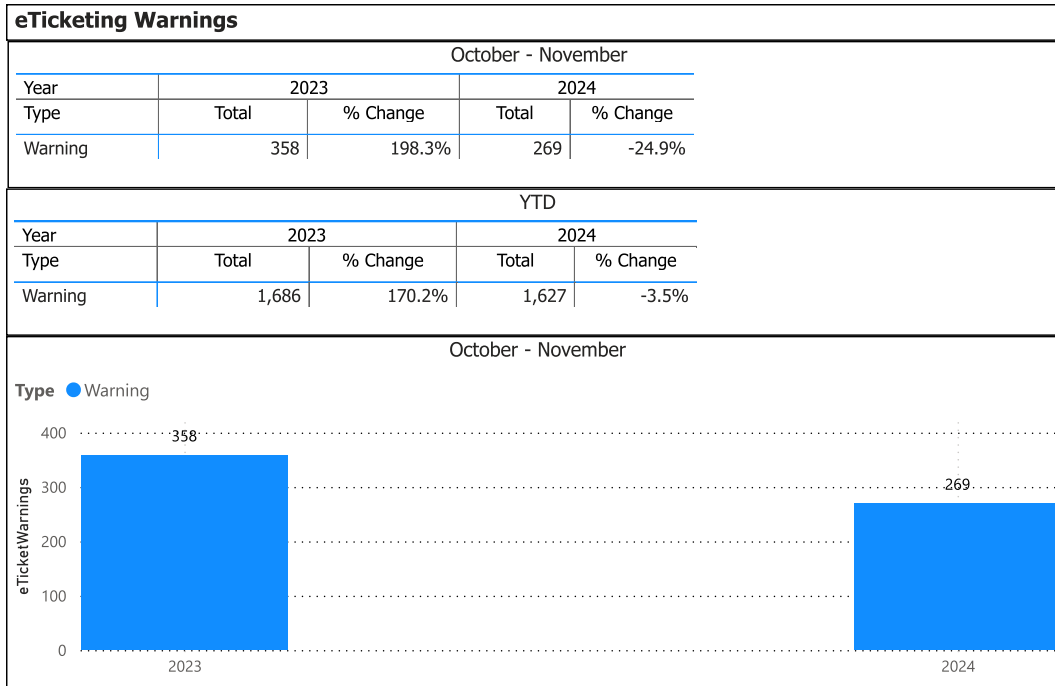 eTicketing Warnings
October - November
Year 2023 2024
Type Total % Change Total % Change
Warning 358 198.3% 269 -24.9%
YTD
Year 2023 2024
Type Total % Change Total % Change
Warning 1,686 170.2% 1,627 -3.5%
October - November
Type Warning
eTicketWarnings
400
358
300
269
200
100
0
2023 2024